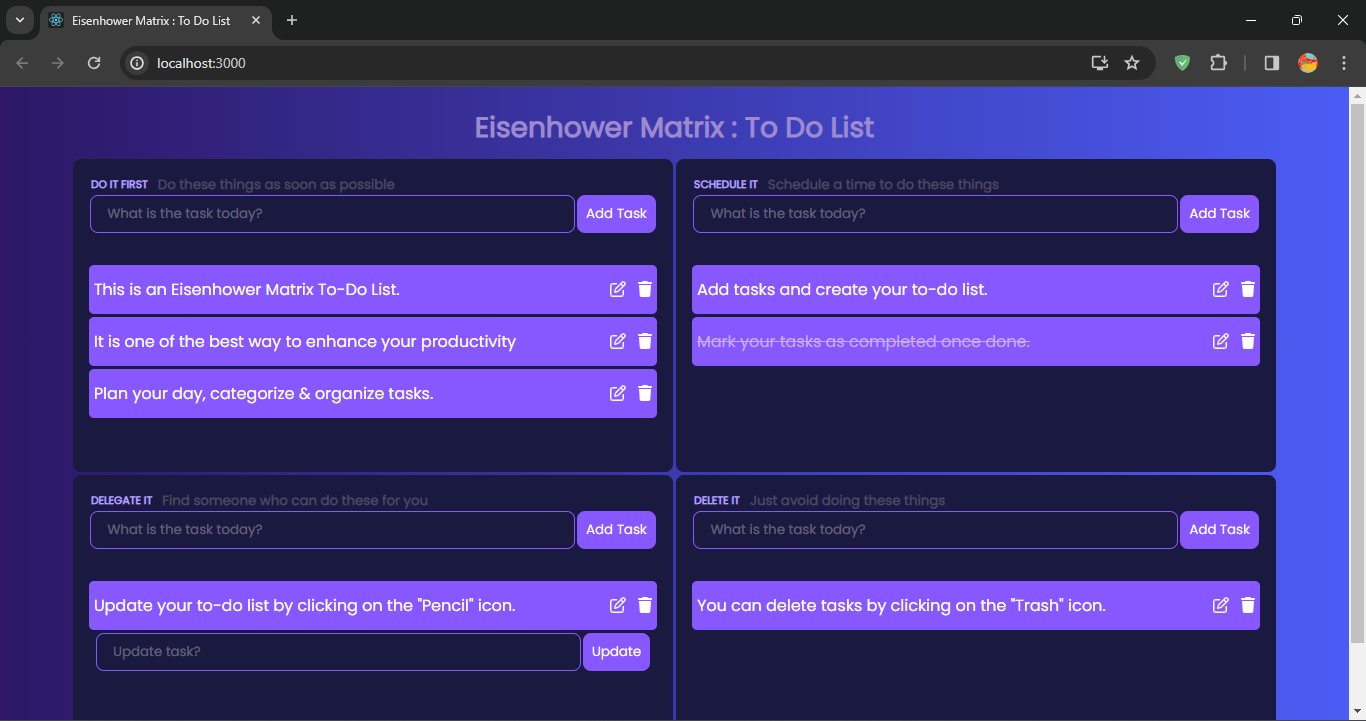 Eisenhower Matrix : To Do List
localhost:3000
Eisenhower Matrix : To Do List
DO IT FIRST Do these things as soon as possible
What is the task today? Add Task
This is an Eisenhower Matrix To-Do List.
It is one of the best way to enhance your productivity
Plan your day, categorize & organize tasks.
SCHEDULE IT Schedule a time to do these things
What is the task today? Add Task
Add tasks and create your to-do list.
Mark your tasks as completed once done.
DELEGATE IT Find someone who can do these for you
What is the task today? Add Task
Update your to-do list by clicking on the "Pencil" icon.
Update task? Update
DELETE IT Just avoid doing these things
What is the task today? Add Task
You can delete tasks by clicking on the "Trash" icon.